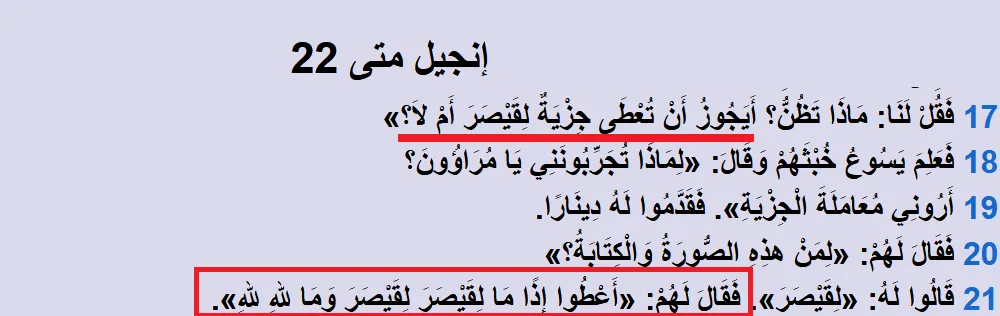 إنجيل متى 22
17 فَقُلْ لَنَا: مَاذَا تَظُنُّ؟ أَيَجُوزُ أَنْ تُعْطَى جِزْيَةٌ لِقَيْصَرَ أَمْ لاَ؟»
18 فَعَلِمَ يَسُوعُ خُبْثَهُمْ وَقَالَ: «لِمَاذَا تُجَرِّبُونَنِي يَا مُرَاؤُونَ؟
19 أَرُونِي مُعَامَلَةَ الْجِزْيَةِ». فَقَدَّمُوا لَهُ دِينَارًا.
20 فَقَالَ لَهُمْ: «لِمَنْ هذِهِ الصُّورَةُ وَالْكِتَابَةُ؟»
21 قَالُوا لَهُ: «لِقَيْصَرَ». فَقَالَ لَهُمْ: «أَعْطُوا إِذًا مَا لِقَيْصَرَ لِقَيْصَرَ وَمَا ِللهِ ِللهِ».